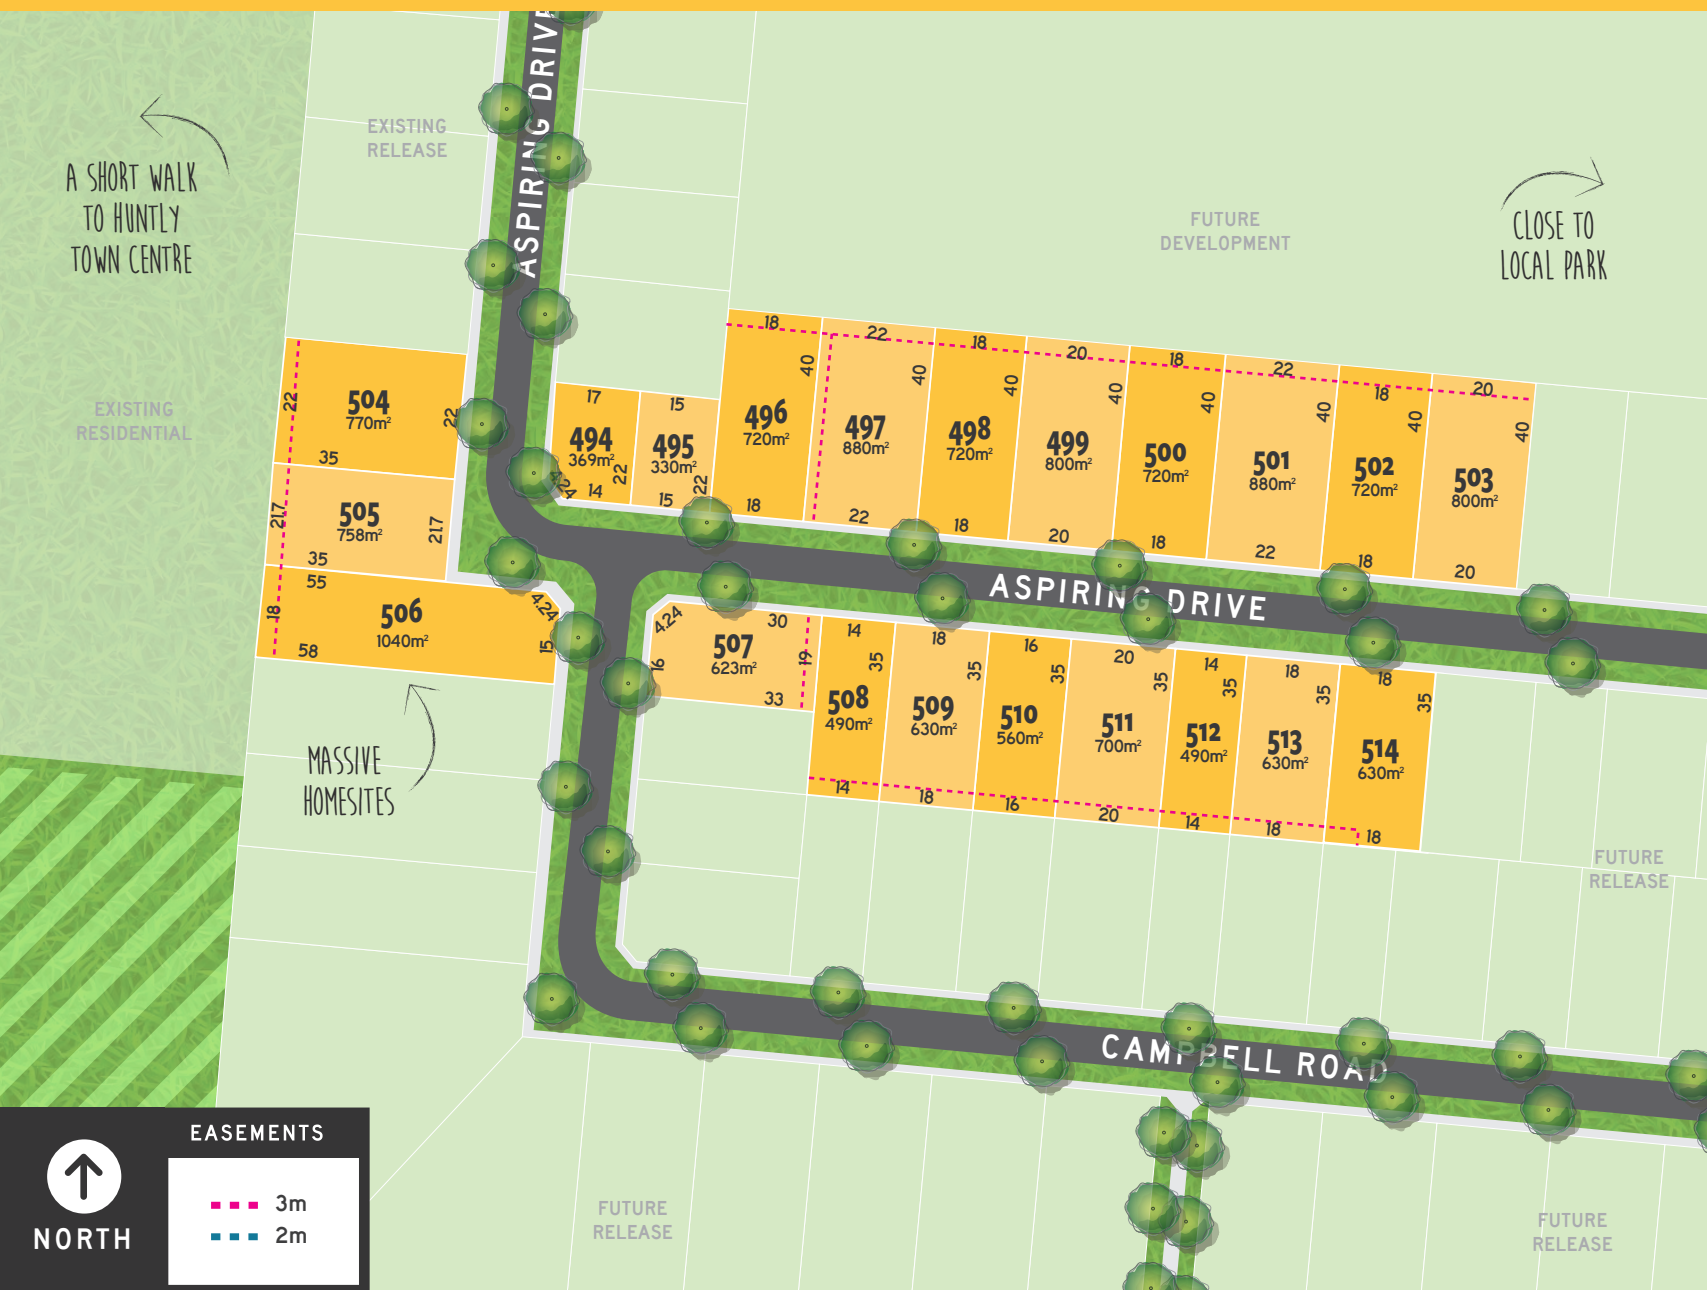 ASPIRING DRIVE
EXISTING
RELEASE
A SHORT WALK
TO HUNTLY
TOWN CENTRE
FUTURE
DEVELOPMENT
CLOSE TO
LOCAL PARK
EXISTING
RESIDENTIAL
22
504
770m²
22
35
217
505
758m²
217
35
55
18
506
1040m²
4.24
15
58
17
494
369m²
22
4.24
14
15
495
330m²
22
15
18
496
720m²
40
18
22
497
880m²
40
22
18
498
720m²
40
18
20
499
800m²
40
20
18
500
720m²
40
18
22
501
880m²
40
22
18
502
720m²
40
18
20
503
800m²
40
20
ASPIRING DRIVE
4.24
30
16
507
623m²
19
33
14
35
508
490m²
14
18
35
509
630m²
18
16
35
510
560m²
16
20
35
511
700m²
20
14
35
512
490m²
14
18
35
513
630m²
18
18
35
514
630m²
18
MASSIVE
HOMESITES
FUTURE
RELEASE
CAMPBELL ROAD
EASEMENTS
3m
2m
NORTH
FUTURE
RELEASE
FUTURE
RELEASE